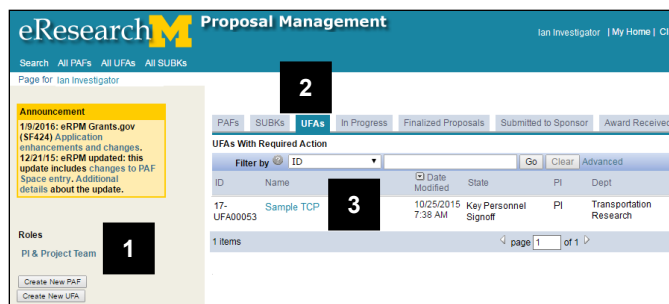 eResearchM Proposal Management
Ian Investigator | My Home | Cl
Search All PAFs All UFAs All SUBKs
Page for Ian Investigator
2
Announcement
1/9/2016: eRPM Grants.gov
(SF424) Application
enhancements and changes.
12/21/15: eRPM updated: this
update includes changes to PAF
Space entry. Additional
details about the update.
Roles
1
PI & Project Team
Create New PAF
Create New UFA
PAFs SUBKs UFAs In Progress Finalized Proposals Submitted to Sponsor Award Received
UFAs With Required Action
Filter by ID Go Clear Advanced
ID Name Date Modified State PI Dept
17-UFA00053 Sample TCP 3 10/25/2015 7:38 AM Key Personnel Signoff PI Transportation Research
1 items page 1 of 1